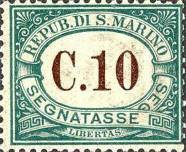 REPUB. DI S. MARINO
C. 10
SEGNATASSE
LIBERTAS